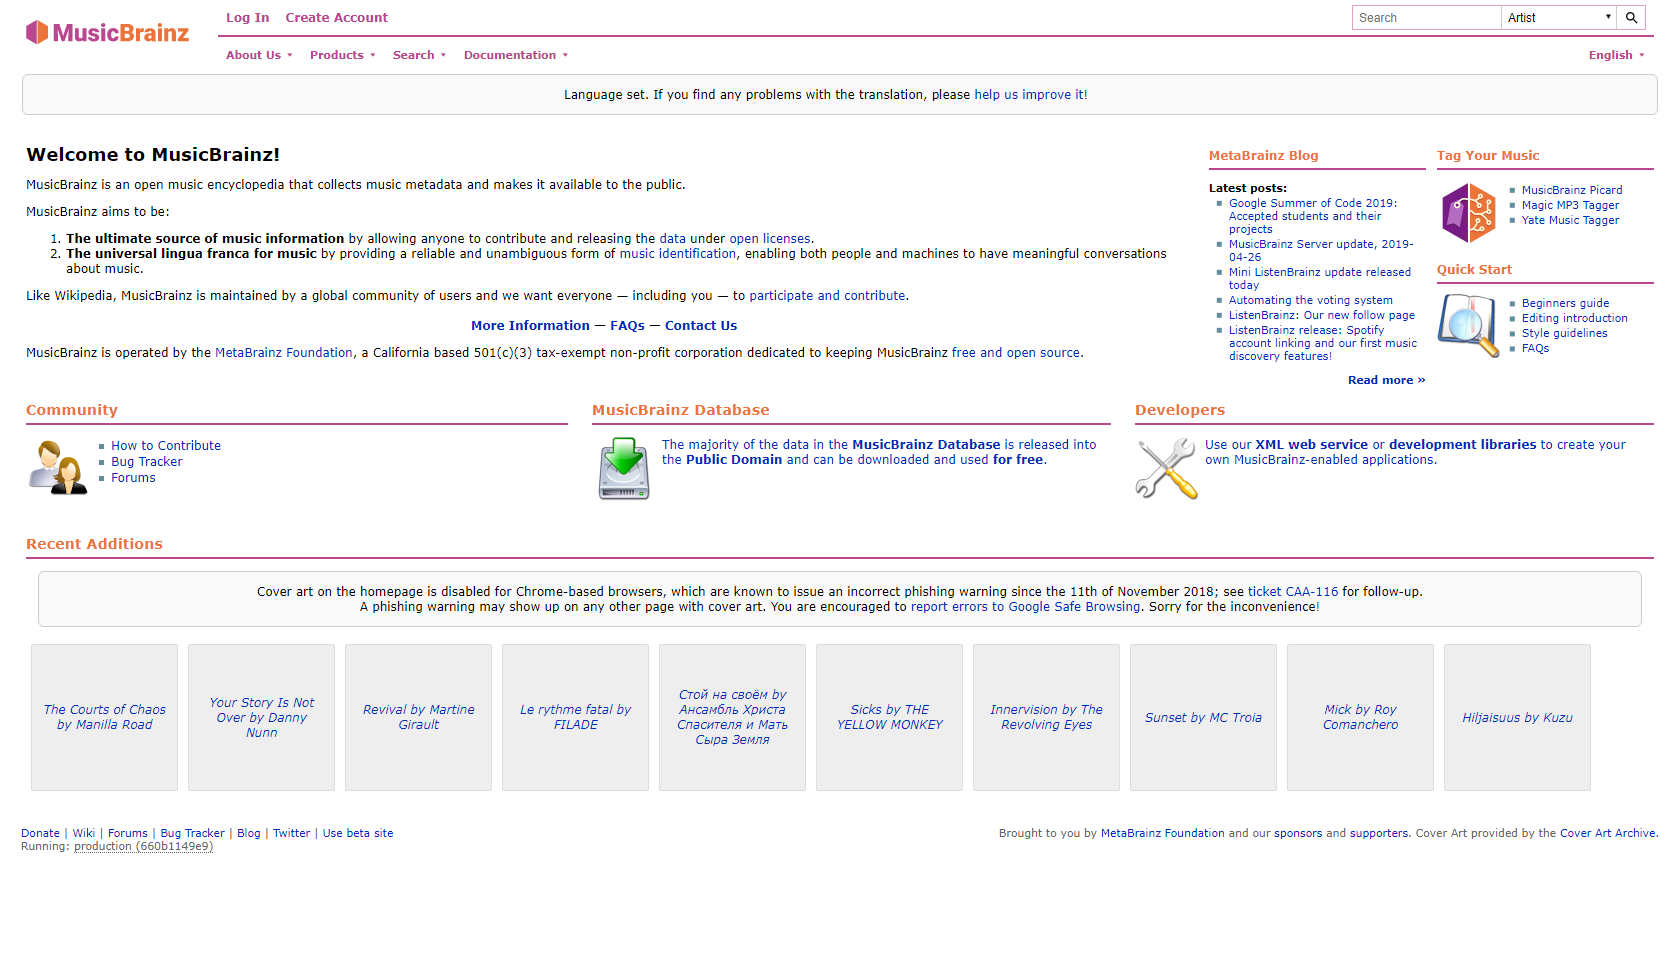 MusicBrainz
Log In Create Account
Search Artist
About Us Products Search Documentation English
Language set. If you find any problems with the translation, please help us improve it!
Welcome to MusicBrainz!
MusicBrainz is an open music encyclopedia that collects music metadata and makes it available to the public.
MusicBrainz aims to be:
1. The ultimate source of music information by allowing anyone to contribute and releasing the data under open licenses.
2. The universal lingua franca for music by providing a reliable and unambiguous form of music identification, enabling both people and machines to have meaningful conversations
about music.
Like Wikipedia, MusicBrainz is maintained by a global community of users and we want everyone — including you — to participate and contribute.
More Information — FAQs — Contact Us
MusicBrainz is operated by the MetaBrainz Foundation, a California based 501(c)(3) tax-exempt non-profit corporation dedicated to keeping MusicBrainz free and open source.
MetaBrainz Blog
Latest posts:
Google Summer of Code 2019:
Accepted students and their
projects
MusicBrainz Server update, 2019-
04-26
Mini ListenBrainz update released
today
Automating the voting system
ListenBrainz: Our new follow page
ListenBrainz release: Spotify
account linking and our first music
discovery features!
Read more »
Tag Your Music
MusicBrainz Picard
Magic MP3 Tagger
Yate Music Tagger
Quick Start
Beginners guide
Editing introduction
Style guidelines
FAQs
Community
How to Contribute
Bug Tracker
Forums
MusicBrainz Database
The majority of the data in the MusicBrainz Database is released into
the Public Domain and can be downloaded and used for free.
Developers
Use our XML web service or development libraries to create your
own MusicBrainz-enabled applications.
Recent Additions
Cover art on the homepage is disabled for Chrome-based browsers, which are known to issue an incorrect phishing warning since the 11th of November 2018; see ticket CAA-116 for follow-up.
A phishing warning may show up on any other page with cover art. You are encouraged to report errors to Google Safe Browsing. Sorry for the inconvenience!
The Courts of Chaos
by Manilla Road
Your Story Is Not
Over by Danny
Nunn
Revival by Martine
Girault
Le rythme fatal by
FILADE
Стой на своём by
Ансамбль Христа
Спасителя и Мать
Сыра Земля
Sicks by THE
YELLOW MONKEY
Innervision by The
Revolving Eyes
Sunset by MC Troia
Mick by Roy
Comanchero
Hiljaisuus by Kuzu
Donate | Wiki | Forums | Bug Tracker | Blog | Twitter | Use beta site
Running: production (660b1149e9)
Brought to you by MetaBrainz Foundation and our sponsors and supporters. Cover Art provided by the Cover Art Archive.